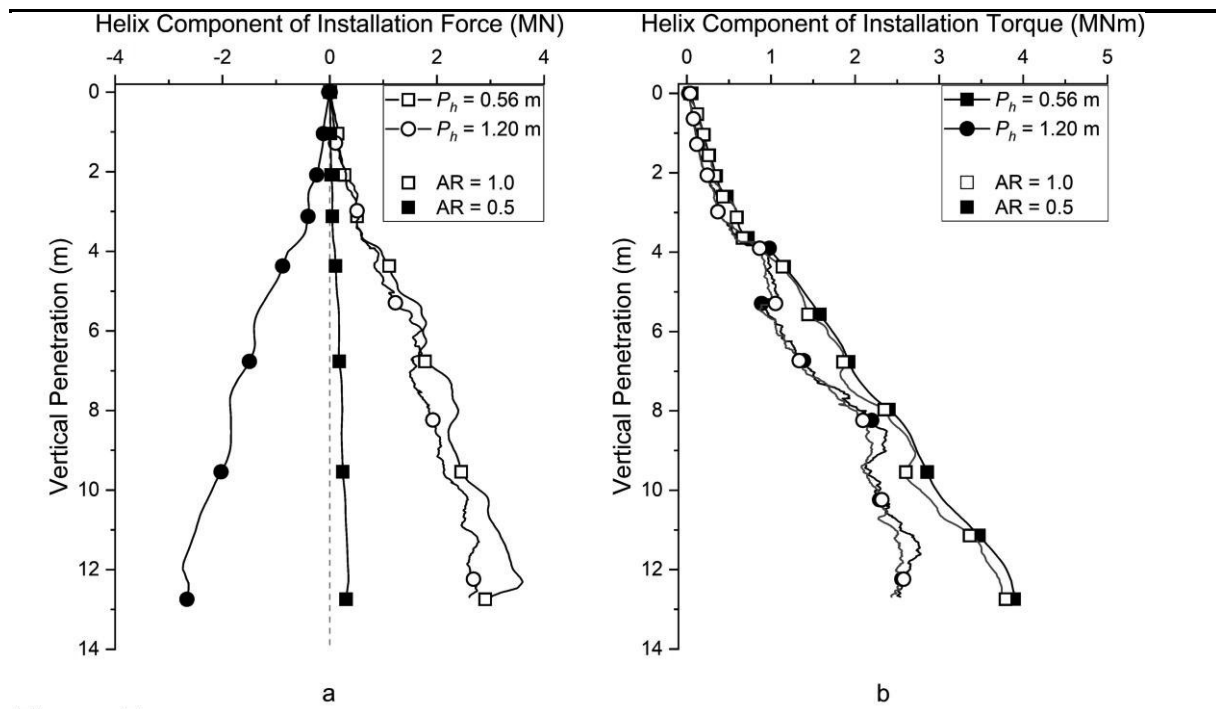 Helix Component of Installation Force (MN)
-4 -2 0 2 4
0
2
4
6
8
10
12
14
Vertical Penetration (m)
P_h = 0.56 m
P_h = 1.20 m
AR = 1.0
AR = 0.5
a
Helix Component of Installation Torque (MNm)
0 1 2 3 4 5
0
2
4
6
8
10
12
14
Vertical Penetration (m)
P_h = 0.56 m
P_h = 1.20 m
AR = 1.0
AR = 0.5
b